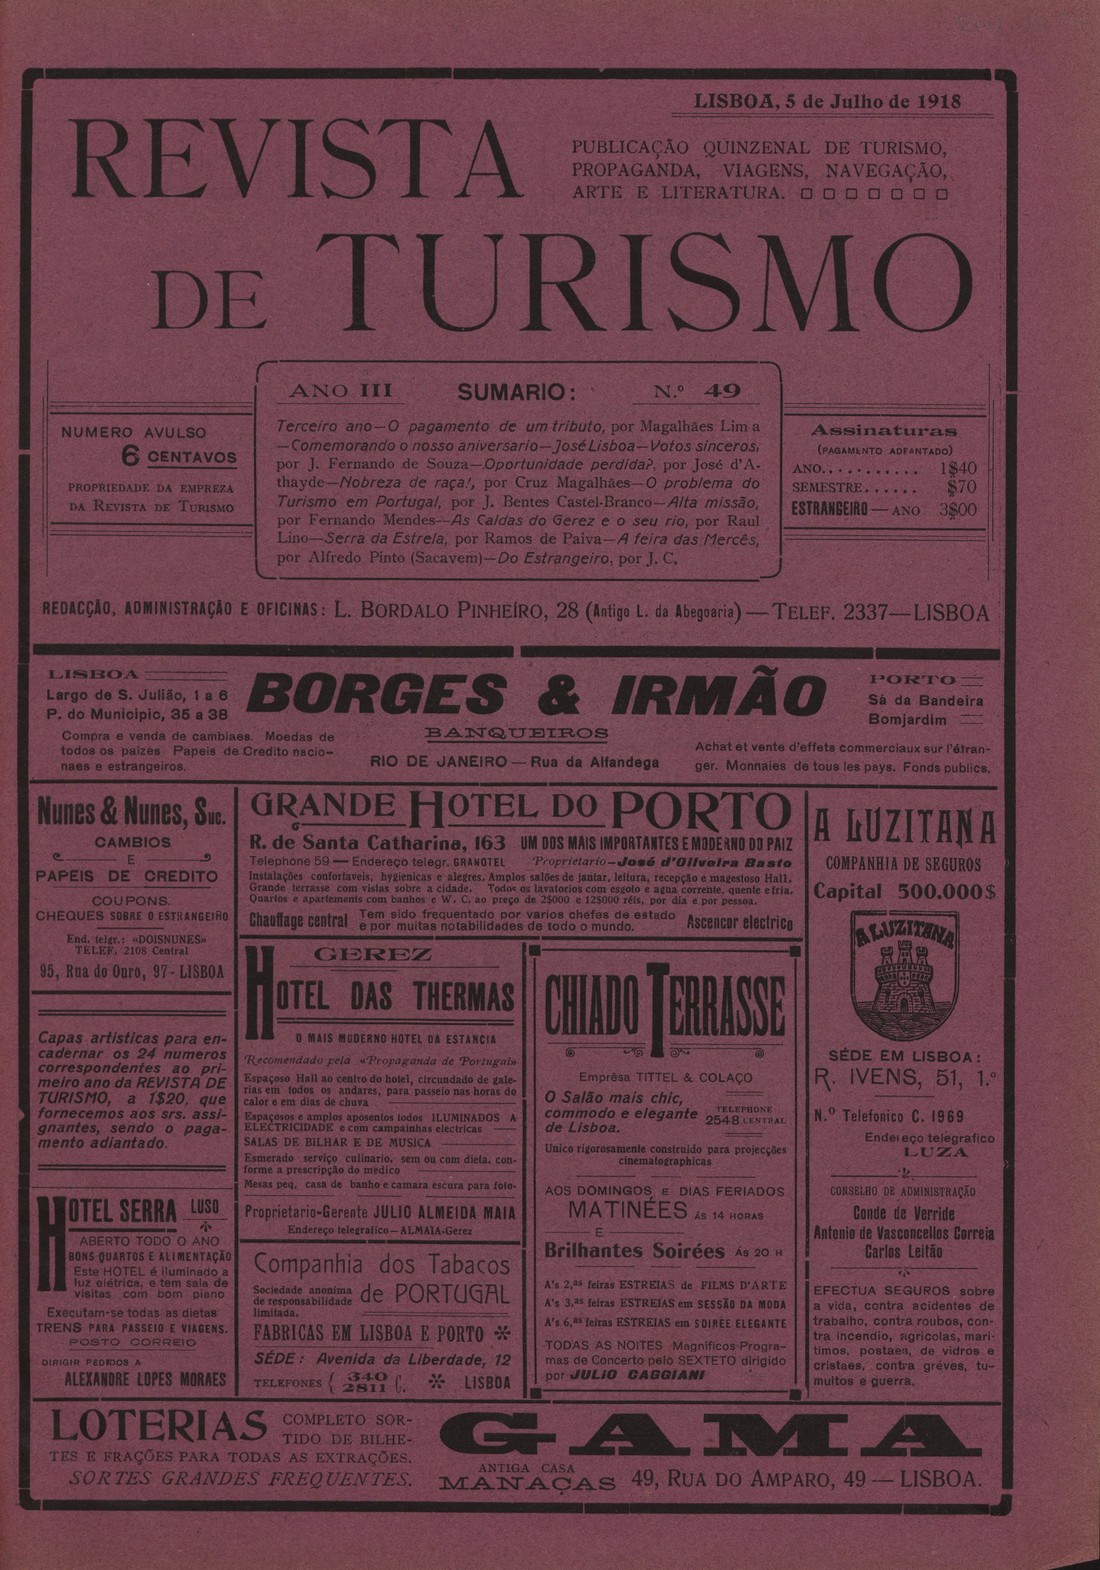 LISBOA, 5 de Julho de 1918
REVISTA
DE TURISMO
PUBLICAÇÃO QUINZENAL DE TURISMO,
PROPAGANDA, VIAGENS, NAVEGAÇÃO,
ARTE E LITERATURA.
NUMERO AVULSO
6 CENTAVOS
PROPRIEDADE DA EMPREZA
DA REVISTA DE TURISMO
ANO III SUMARIO: N.º 49
Terceiro ano—O pagamento de um tributo, por Magalhães Lima
—Comemorando o nosso aniversario—José Lisboa—Votos sinceros,
por J. Fernando de Souza—Oportunidade perdida?, por José d'A-
thayde—Nobreza de raça!, por Cruz Magalhães—O problema do
Turismo em Portugal, por J. Bentes Castel-Branco—Alta missão,
por Fernando Mendes—As Caldas do Gerez e o seu rio, por Raul
Lino—Serra da Estrela, por Ramos de Paiva—A feira das Mercês,
por Alfredo Pinto (Sacavem)—Do Estrangeiro, por J. C.
Assinaturas
(PAGAMENTO ADEANTADO)
ANO........... 1$40
SEMESTRE...... $70
ESTRANGEIRO — ANO 3$00
REDACÇÃO, ADMINISTRAÇÃO E OFICINAS: L. BORDALO PINHEÍRO, 28 (Antigo L. da Abegoaria)—TELEF. 2337—LISBOA
LISBOA
Largo de S. Julião, 1 a 6
P. do Municipio, 35 a 38
Compra e venda de cambiaes. Moedas de
todos os paizes Papeis de Credito nacio-
naes e estrangeiros.
BORGES & IRMÃO
BANQUEIROS
RIO DE JANEIRO—Rua da Alfandega
PORTO
Sá da Bandeira
Bomjardim
Achat et vente d'effets commerciaux sur l'étran-
ger. Monnaies de tous les pays. Fonds publics.
Nunes & Nunes, Suc.
CAMBIOS
E
PAPEIS DE CREDITO
COUPONS.
CHEQUES SOBRE O ESTRANGEIRO
End. telgr.: «DOISNUNES»
TELEF. 2108 Central
95, Rua do Ouro, 97-LISBOA
Capas artisticas para en-
cadernar os 24 numeros
correspondentes ao pri-
meiro ano da REVISTA DE
TURISMO, a 1$20, que
fornecemos aos srs. assi-
gnantes, sendo o paga-
mento adiantado.
HOTEL SERRA LUSO
ABERTO TODO O ANO
BONS QUARTOS E ALIMENTAÇÃO
Este HOTEL é iluminado a
luz elétrica, e tem sala de
visitas com bom piano
Executam-se todas as dietas
TRENS PARA PASSEIO E VIAGENS.
POSTO CORREIO
DIRIGIR PEDIDOS A
ALEXANDRE LOPES MORAES
GRANDE HOTEL DO PORTO
R. de Santa Catharina, 163 UM DOS MAIS IMPORTANTES E MODERNO DO PAIZ
Telephone 59 — Endereço telegr. GRANOTEL Proprietario—José d'Oliveira Basto
Instalações confortaveis, hygienicas e alegres. Amplos salões de jantar, leitura, recepção e magestoso Hall.
Grande terrasse com vistas sobre a cidade. Todos os lavatorios com esgoto e agua corrente, quente e fria.
Quartos e apartements com banhos e W. C. ao preço de 2$000 e 12$000 réis, por dia e por pessoa.
Chauffage central Tem sido frequentado por varios chefas de estado
e por muitas notabilidades de todo o mundo. Ascencor electrico
GEREZ
HOTEL DAS THERMAS
O MAIS MODERNO HOTEL DA ESTANCIA
Recomendado pela «Propaganda de Portugal»
Espaçoso Hall ao centro do hotel, circundado de gale-
rias em todos os andares, para passeio nas horas do
calor e em dias de chuva
Espaçosos e amplos aposentos todos ILUMINADOS A
ELECTRICIDADE e com campainhas electricas
SALAS DE BILHAR E DE MUSICA
Esmerado serviço culinario, sem ou com dieta, con-
forme a prescripção do medico
Mesas peq, casa de banho e camara escura para foto-
Proprietario-Gerente JULIO ALMEIDA MAIA
Endereço telegrafico—ALMAIA-Gerez
Companhia dos Tabacos
Sociedade anonima
de responsabilidade
limitada.
de PORTUGAL
FABRICAS EM LISBOA E PORTO
SÉDE: Avenida da Liberdade, 12
TELEFONES { 340
2811 C. LISBOA
CHIADO TERRASSE
Emprêsa TITTEL & COLAÇO
O Salão mais chic,
commodo e elegante
de Lisboa.
TELEPHONE
2548 CENTRAL
Unico rigorosamente construido para projecções
cinematographicas
AOS DOMINGOS E DIAS FERIADOS
MATINÉES ÁS 14 HORAS
E
Brilhantes Soirées ÁS 20 H
A's 2.as feiras ESTREIAS de FILMS D'ARTE
A's 3.as feiras ESTREIAS em SESSÃO DA MODA
A's 6.as feiras ESTREIAS em SOIRÉE ELEGANTE
TODAS AS NOITES Magnificos Progra-
mas de Concerto pelo SEXTETO dirigido
por JULIO CAGGIANI
A LUZITANA
COMPANHIA DE SEGUROS
Capital 500.000$
A LUZITANA
SÉDE EM LISBOA:
R. IVENS, 51, 1.º
N.º Telefonico C. 1969
Endereço telegrafico
LUZA
CONSELHO DE ADMINISTRAÇÃO
Conde de Verride
Antonio de Vasconcellos Correia
Carlos Leitão
EFECTUA SEGUROS sobre
a vida, contra acidentes de
trabalho, contra roubos, con-
tra incendio, agricolas, mari-
timos, postaes, de vidros e
cristaes, contra gréves, tu-
multos e guerra.
LOTERIAS COMPLETO SOR-
TIDO DE BILHE-
TES E FRAÇÕES PARA TODAS AS EXTRAÇÕES.
SORTES GRANDES FREQUENTES.
GAMA
ANTIGA CASA
MANAÇAS 49, RUA DO AMPARO, 49 — LISBOA.